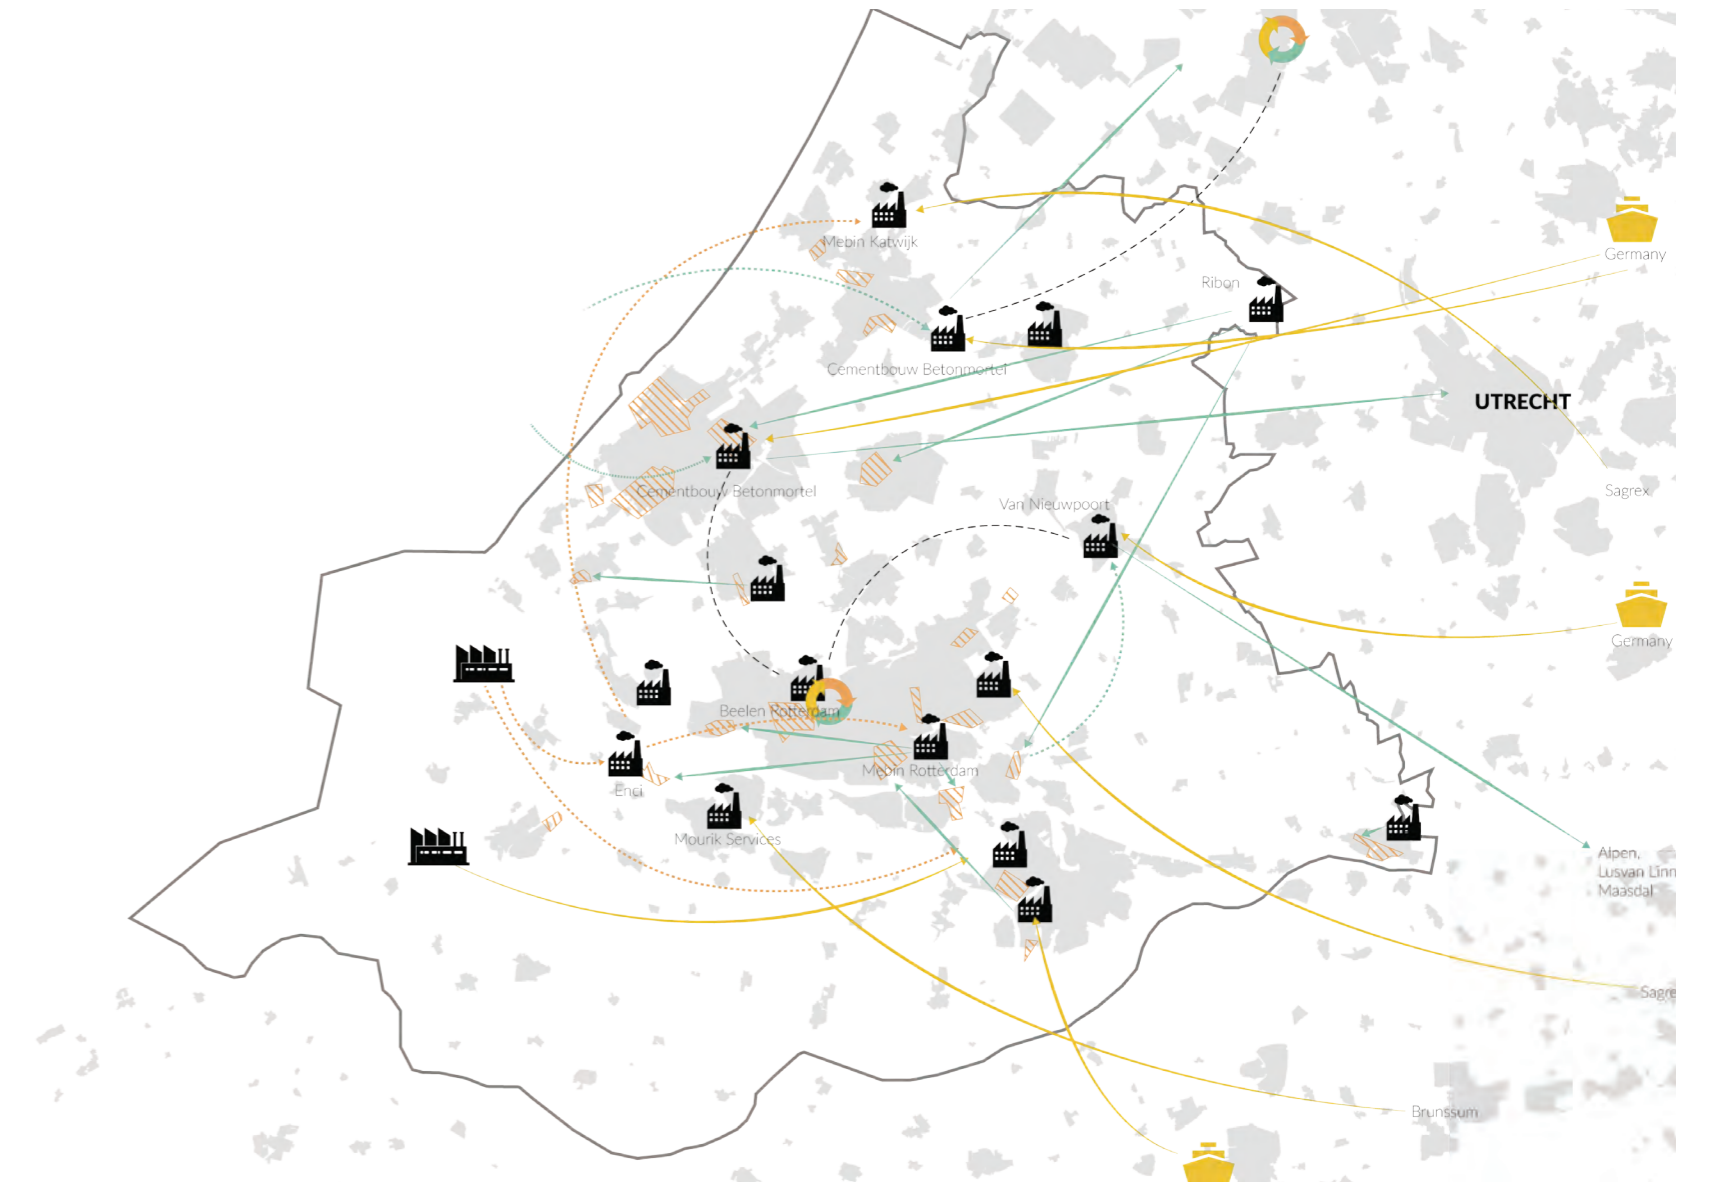 Mebin Katwijk
Germany
Ribon
Cementbouw Betonmortel
UTRECHT
Cementbouw Betonmortel
Sagrex
Van Nieuwpoort
Germany
Beelen Rotterdam
Mebin Rotterdam
Enci
Mourik Services
Alpen,
Lusvan Linn
Maasdal
Sagre
Brunssum